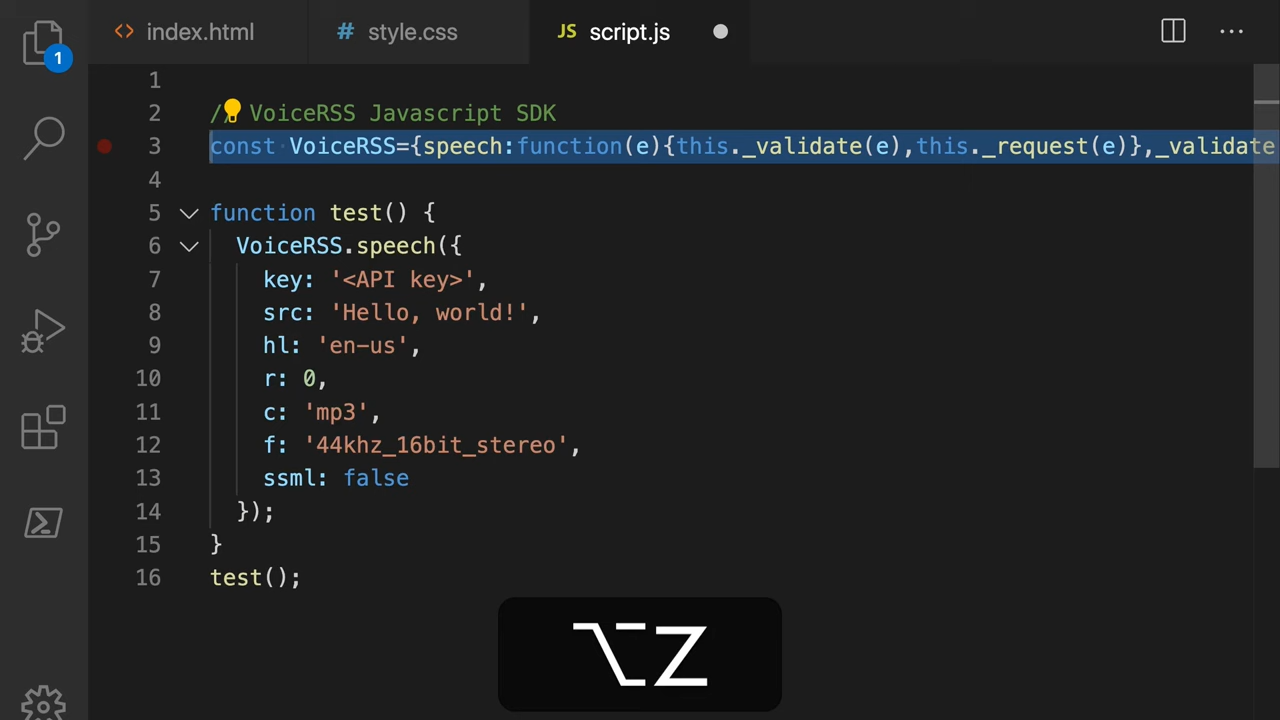 index.html
style.css
JS script.js
1
1
2 // VoiceRSS Javascript SDK
3 const VoiceRSS={speech:function(e){this._validate(e),this._request(e)},_validate
4
5 function test() {
6 VoiceRSS.speech({
7 key: '<API key>',
8 src: 'Hello, world!',
9 hl: 'en-us',
10 r: 0,
11 c: 'mp3',
12 f: '44khz_16bit_stereo',
13 ssml: false
14 });
15 }
16 test();
⌥Z